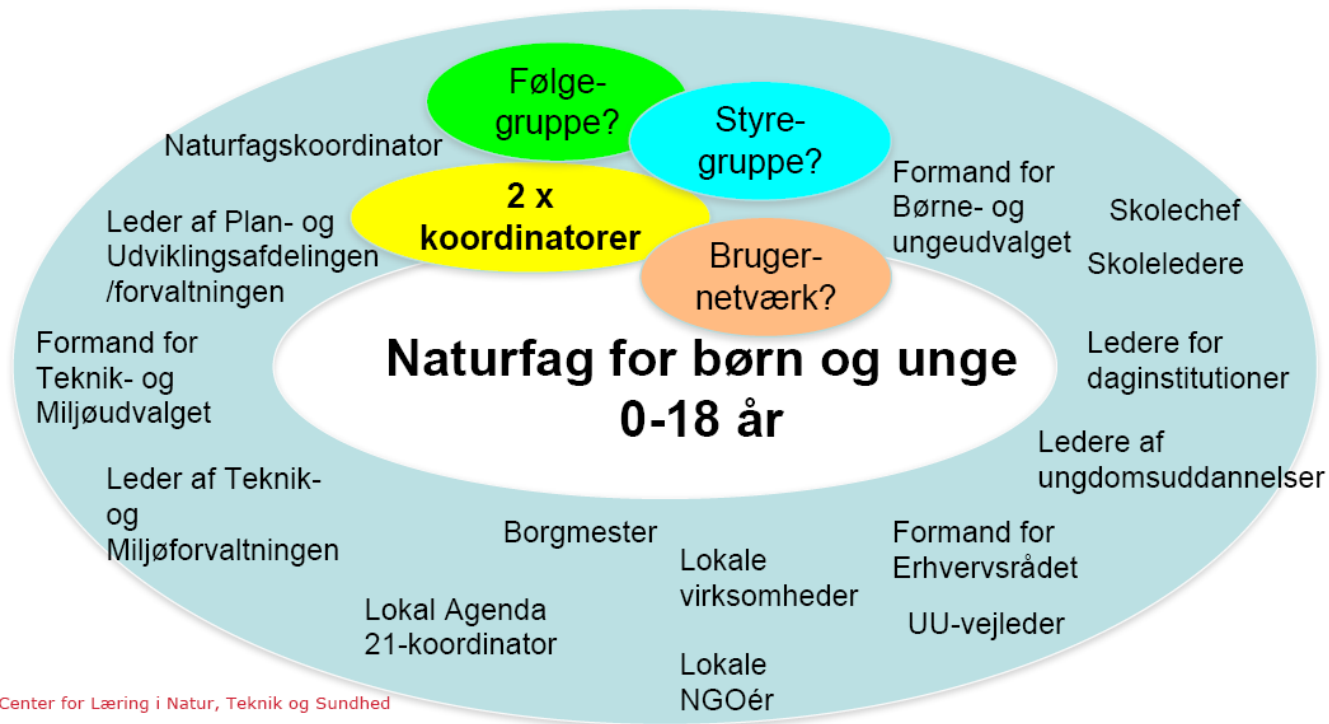 Følge-
gruppe?
Styre-
gruppe?
2 x
koordinatorer
Bruger-
netværk?
Naturfag for børn og unge
0-18 år
Naturfagskoordinator
Leder af Plan- og
Udviklingsafdelingen
/forvaltningen
Formand for
Teknik- og
Miljøudvalget
Leder af Teknik-
og
Miljøforvaltningen
Lokal Agenda
21-koordinator
Borgmester
Lokale
virksomheder
Lokale
NGOér
Formand for
Børne- og
ungeudvalget
Skolechef
Skoleledere
Ledere for
daginstitutioner
Ledere af
ungdomsuddannelser
Formand for
Erhvervsrådet
UU-vejleder
Center for Læring i Natur, Teknik og Sundhed